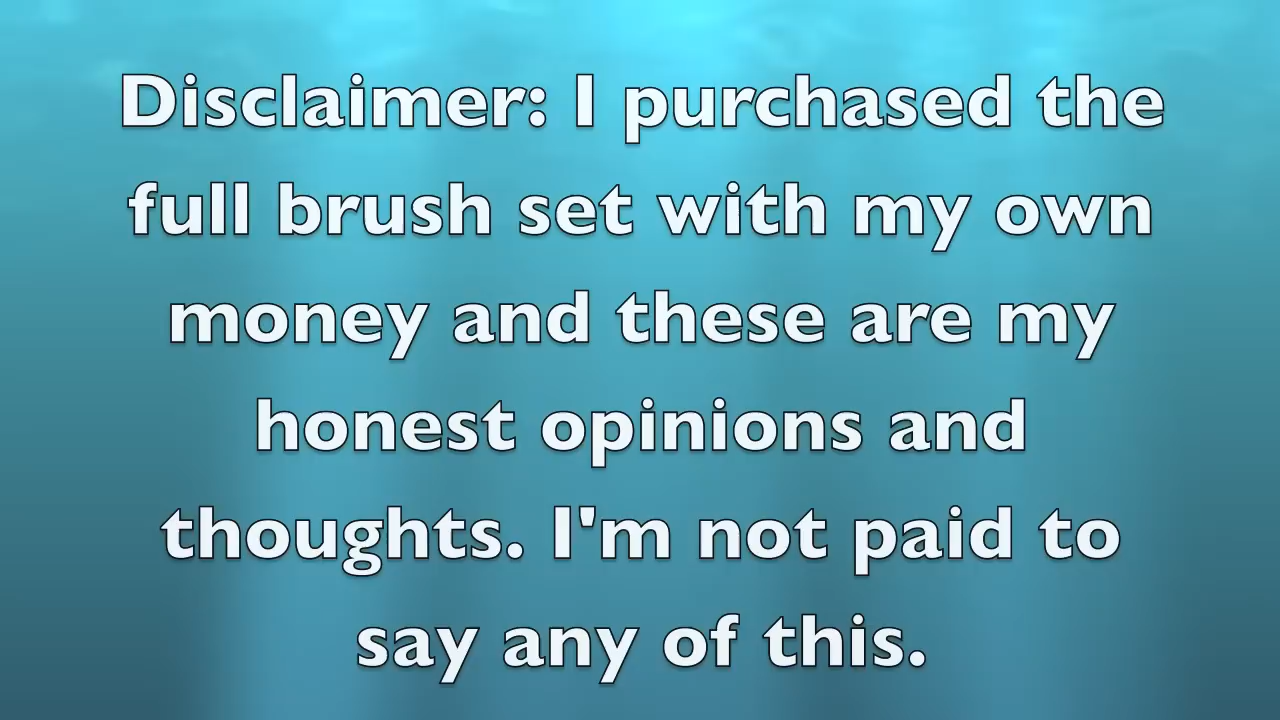 Disclaimer: I purchased the
full brush set with my own
money and these are my
honest opinions and
thoughts. I'm not paid to
say any of this.